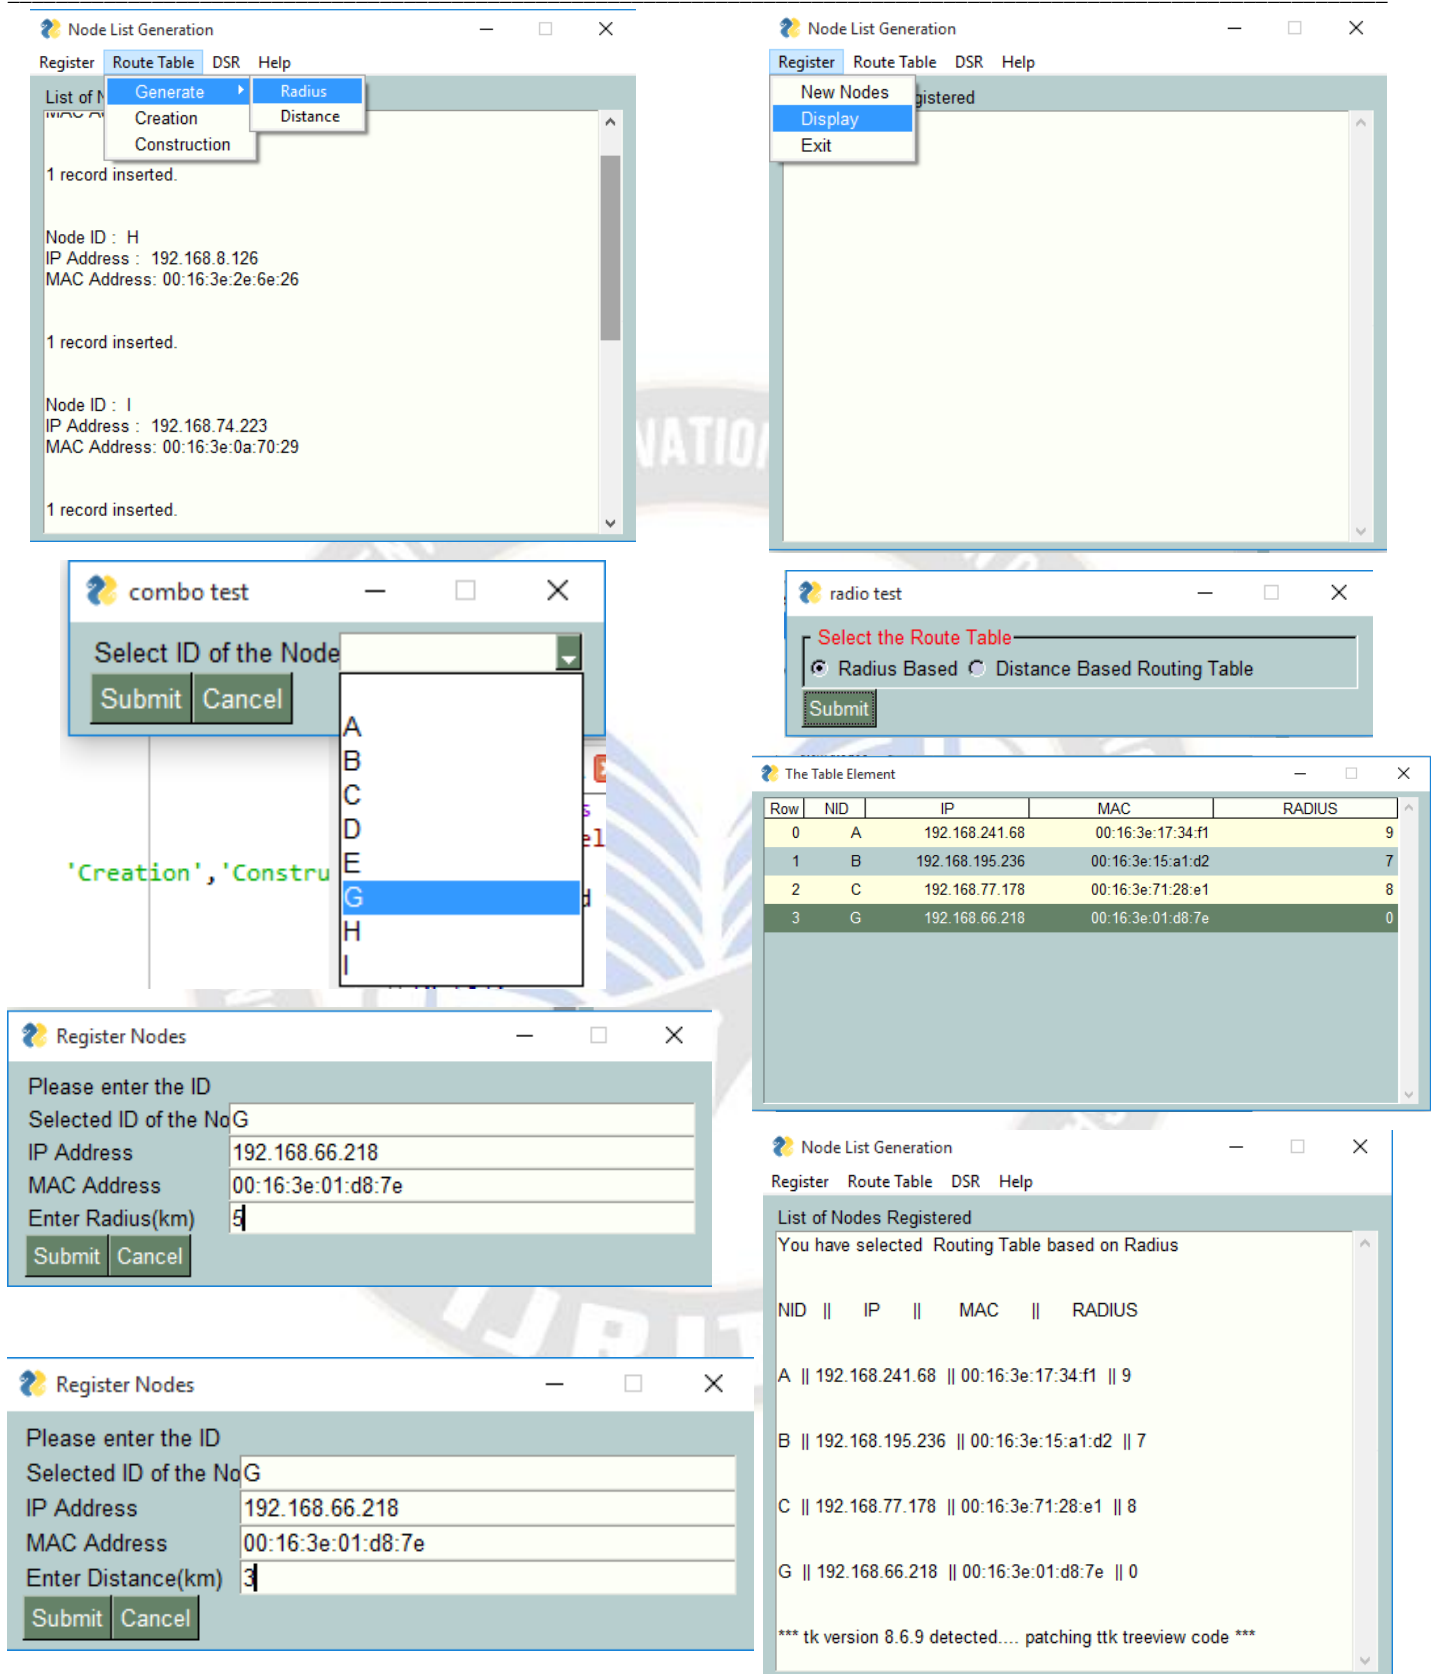 Node List Generation
Register Route Table DSR Help
Generate Radius
List of N
Creation Distance
MAC A
Construction
1 record inserted.
Node ID : H
IP Address : 192.168.8.126
MAC Address: 00:16:3e:2e:6e:26
1 record inserted.
Node ID : I
IP Address : 192.168.74.223
MAC Address: 00:16:3e:0a:70:29
1 record inserted.
Node List Generation
Register Route Table DSR Help
New Nodes
gistered
Display
Exit
combo test
Select ID of the Node
Submit Cancel
A
B
C
D
E
G
H
I
'Creation','Constru
radio test
Select the Route Table
Radius Based Distance Based Routing Table
Submit
The Table Element
Row NID IP MAC RADIUS
0 A 192.168.241.68 00:16:3e:17:34:f1 9
1 B 192.168.195.236 00:16:3e:15:a1:d2 7
2 C 192.168.77.178 00:16:3e:71:28:e1 8
3 G 192.168.66.218 00:16:3e:01:d8:7e 0
Register Nodes
Please enter the ID
Selected ID of the No G
IP Address 192.168.66.218
MAC Address 00:16:3e:01:d8:7e
Enter Radius(km) 5
Submit Cancel
Register Nodes
Please enter the ID
Selected ID of the No G
IP Address 192.168.66.218
MAC Address 00:16:3e:01:d8:7e
Enter Distance(km) 3
Submit Cancel
Node List Generation
Register Route Table DSR Help
List of Nodes Registered
You have selected Routing Table based on Radius
NID || IP || MAC || RADIUS
A || 192.168.241.68 || 00:16:3e:17:34:f1 || 9
B || 192.168.195.236 || 00:16:3e:15:a1:d2 || 7
C || 192.168.77.178 || 00:16:3e:71:28:e1 || 8
G || 192.168.66.218 || 00:16:3e:01:d8:7e || 0
*** tk version 8.6.9 detected.... patching ttk treeview code ***